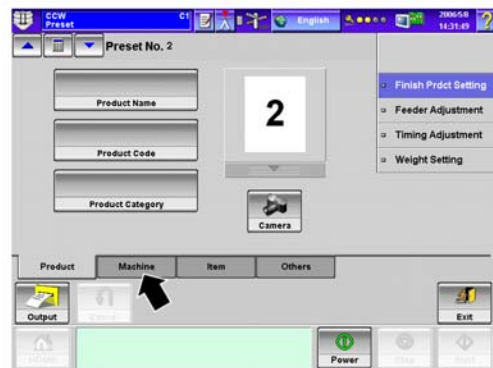 CCW C1 English 2006/5/8
Preset 14:31:49 ?
Preset No. 2
Finish Prdct Setting
Product Name
2
Feeder Adjustment
Timing Adjustment
Product Code
Weight Setting
Product Category
Camera
Product Machine Item Others
Output Exit
HOME Power Stop Start